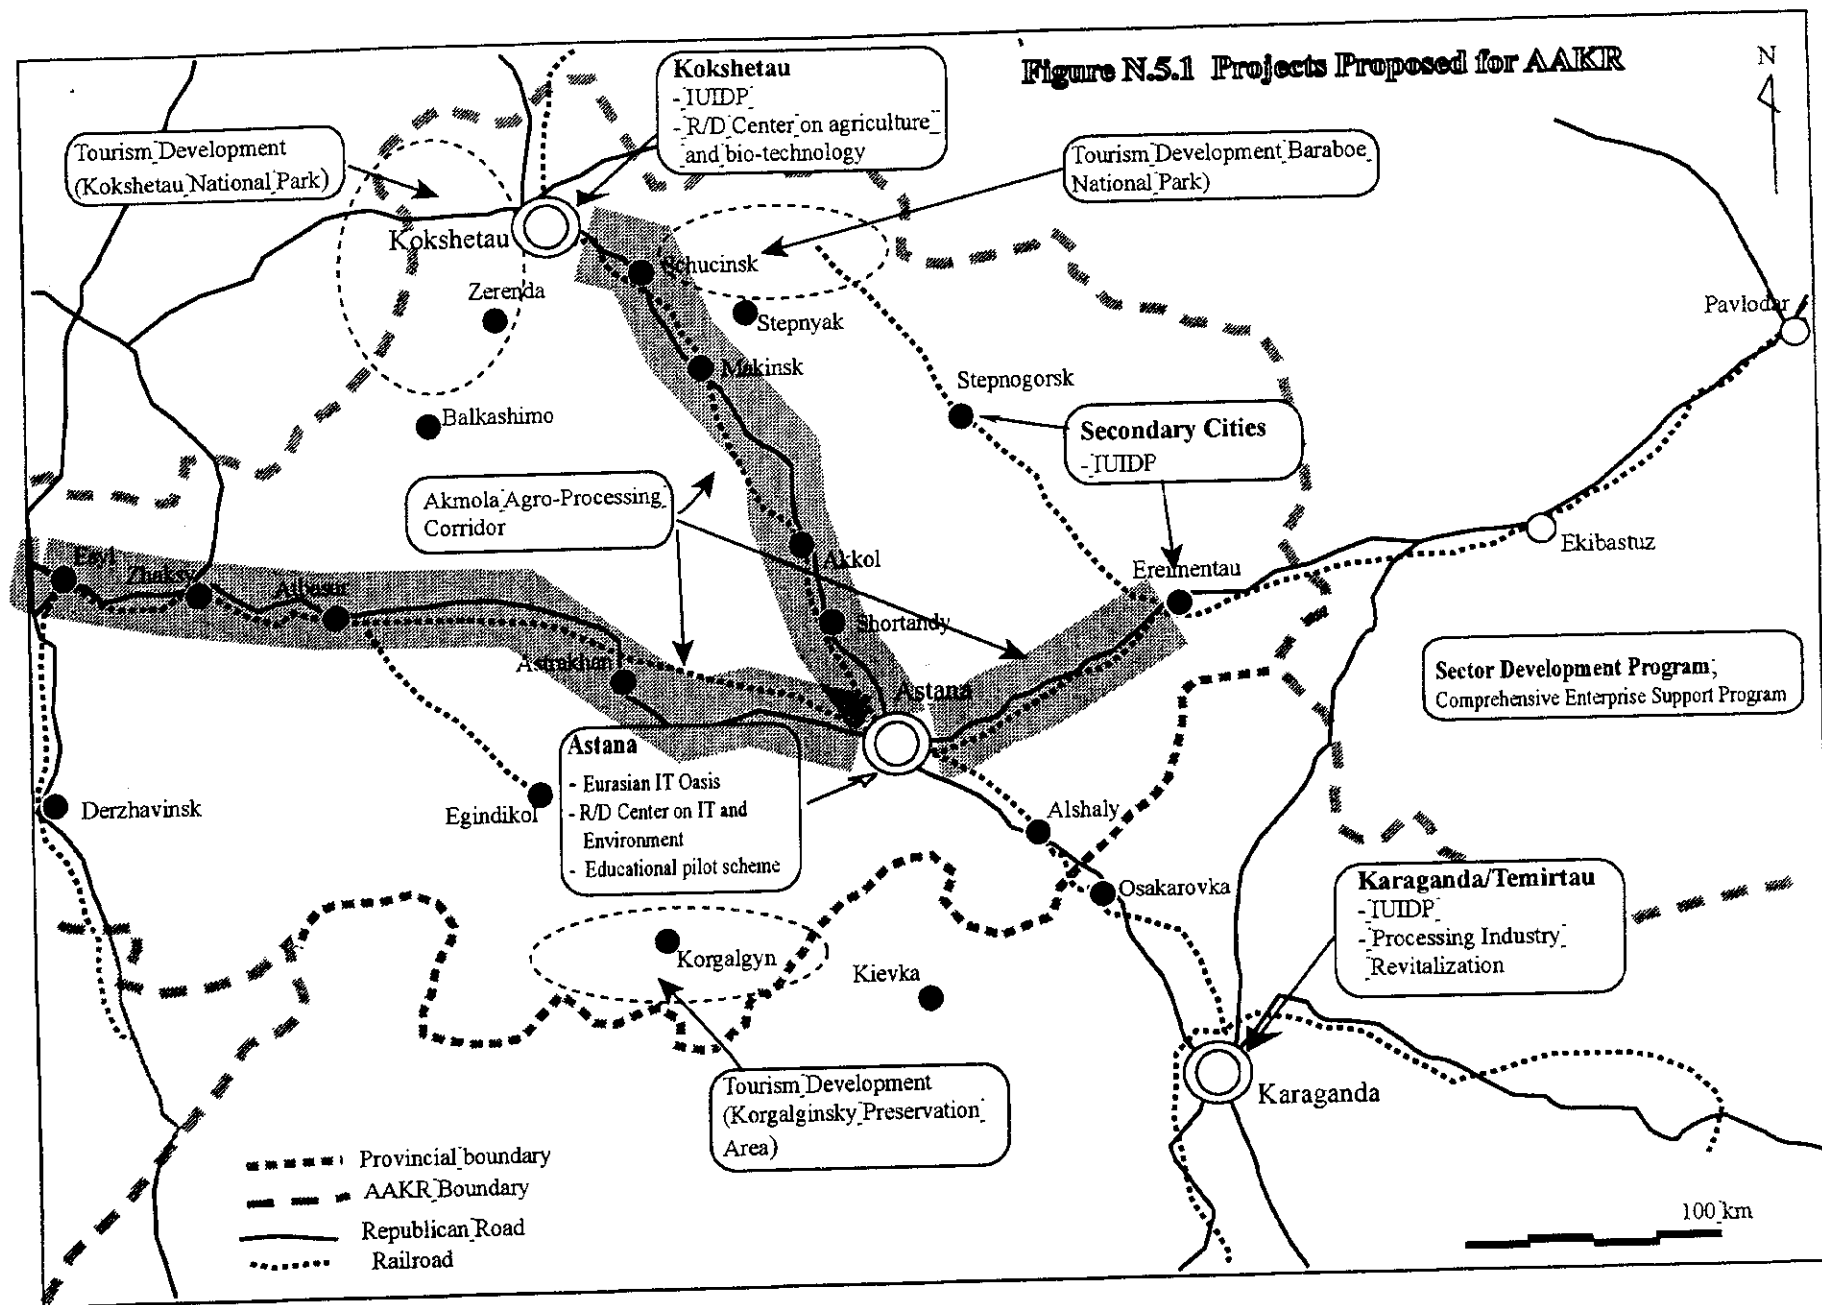 Figure N.5.1 Projects Proposed for AAKR
N
Kokshetau
- IUIDP
- R/D Center on agriculture
and bio-technology
Tourism Development
(Kokshetau National Park)
Tourism Development Baraboe
National Park)
Kokshetau
Schucinsk
Zerenda
Stepnyak
Pavlodar
Makinsk
Stepnogorsk
Balkashimo
Secondary Cities
- IUIDP
Akmola Agro-Processing
Corridor
Ekibastuz
Esyl
Zhaksy
Atbasur
Akkol
Ereimentau
Shortandy
Astrakhan
Astana
Sector Development Program;
Comprehensive Enterprise Support Program
Astana
- Eurasian IT Oasis
- R/D Center on IT and
Environment
- Educational pilot scheme
Derzhavinsk
Egindikol
Alshaly
Osakarovka
Karaganda/Temirtau
- IUIDP
- Processing Industry
Revitalization
Korgalgyn
Kievka
Tourism Development
(Korgalginsky Preservation
Area)
Karaganda
Provincial boundary
AAKR Boundary
Republican Road
Railroad
100 km